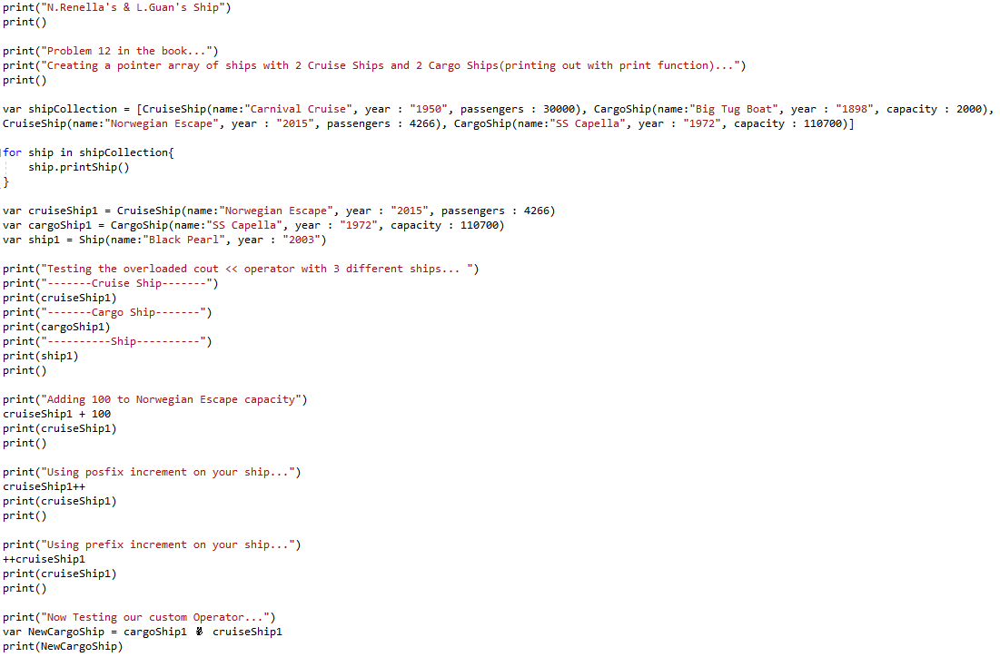 print("N.Renella's & L.Guan's Ship")
print()
print("Problem 12 in the book...")
print("Creating a pointer array of ships with 2 Cruise Ships and 2 Cargo Ships(printing out with print function)...")
print()
var shipCollection = [CruiseShip(name:"Carnival Cruise", year : "1950", passengers : 30000), CargoShip(name:"Big Tug Boat", year : "1898", capacity : 2000),
CruiseShip(name:"Norwegian Escape", year : "2015", passengers : 4266), CargoShip(name:"SS Capella", year : "1972", capacity : 110700)]
for ship in shipCollection{
    ship.printShip()
}
var cruiseShip1 = CruiseShip(name:"Norwegian Escape", year : "2015", passengers : 4266)
var cargoShip1 = CargoShip(name:"SS Capella", year : "1972", capacity : 110700)
var ship1 = Ship(name:"Black Pearl", year : "2003")
print("Testing the overloaded cout << operator with 3 different ships... ")
print("-------Cruise Ship-------")
print(cruiseShip1)
print("-------Cargo Ship-------")
print(cargoShip1)
print("----------Ship----------")
print(ship1)
print()
print("Adding 100 to Norwegian Escape capacity")
cruiseShip1 + 100
print(cruiseShip1)
print()
print("Using posfix increment on your ship...")
cruiseShip1++
print(cruiseShip1)
print()
print("Using prefix increment on your ship...")
++cruiseShip1
print(cruiseShip1)
print()
print("Now Testing our custom Operator...")
var NewCargoShip = cargoShip1 cruiseShip1
print(NewCargoShip)